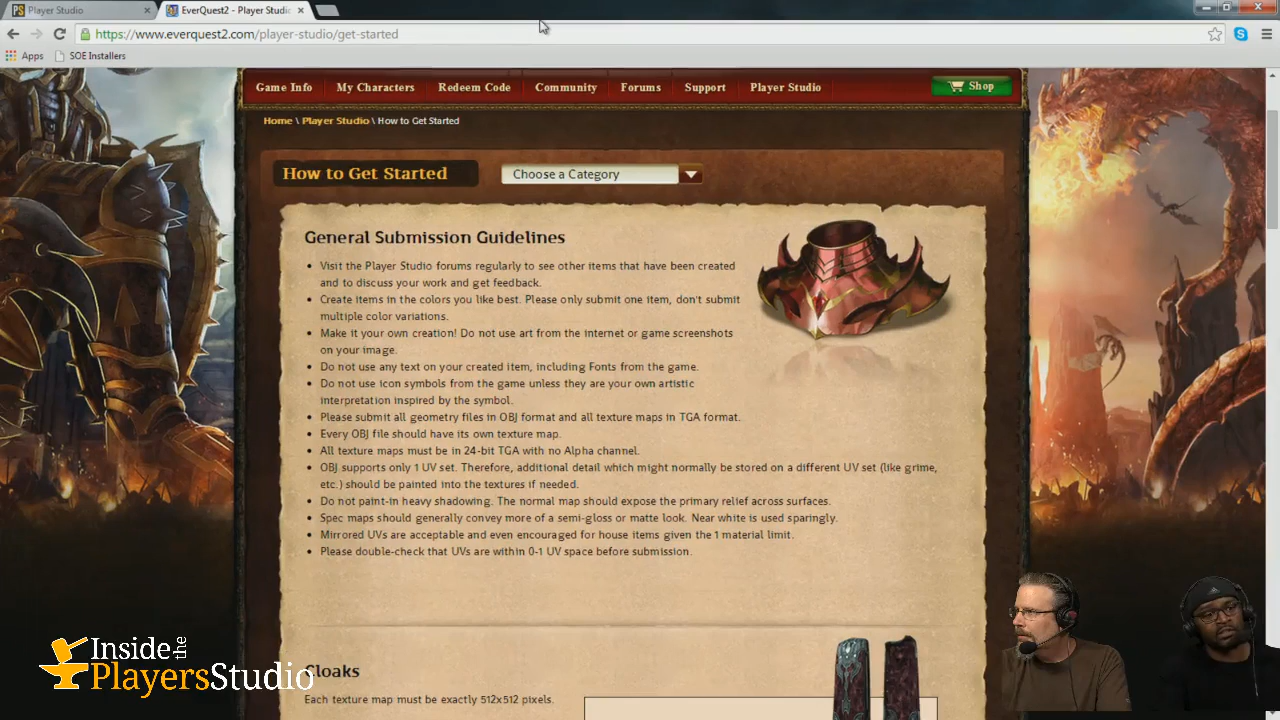 PS Player Studio
EverQuest2 - Player Studic
https://www.everquest2.com/player-studio/get-started
Apps SOE Installers
Game Info My Characters Redeem Code Community Forums Support Player Studio Shop
Home \ Player Studio \ How to Get Started
How to Get Started
Choose a Category
General Submission Guidelines
• Visit the Player Studio forums regularly to see other items that have been created
and to discuss your work and get feedback.
• Create items in the colors you like best. Please only submit one item, don't submit
multiple color variations.
• Make it your own creation! Do not use art from the internet or game screenshots
on your image.
• Do not use any text on your created item, including Fonts from the game.
• Do not use icon symbols from the game unless they are your own artistic
interpretation inspired by the symbol.
• Please submit all geometry files in OBJ format and all texture maps in TGA format.
• Every OBJ file should have its own texture map.
• All texture maps must be in 24-bit TGA with no Alpha channel.
• OBJ supports only 1 UV set. Therefore, additional detail which might normally be stored on a different UV set (like grime,
etc.) should be painted into the textures if needed.
• Do not paint-in heavy shadowing. The normal map should expose the primary relief across surfaces.
• Spec maps should generally convey more of a semi-gloss or matte look. Near white is used sparingly.
• Mirrored UVs are acceptable and even encouraged for house items given the 1 material limit.
• Please double-check that UVs are within 0-1 UV space before submission.
Cloaks
Each texture map must be exactly 512x512 pixels.
Inside the
PlayersStudio